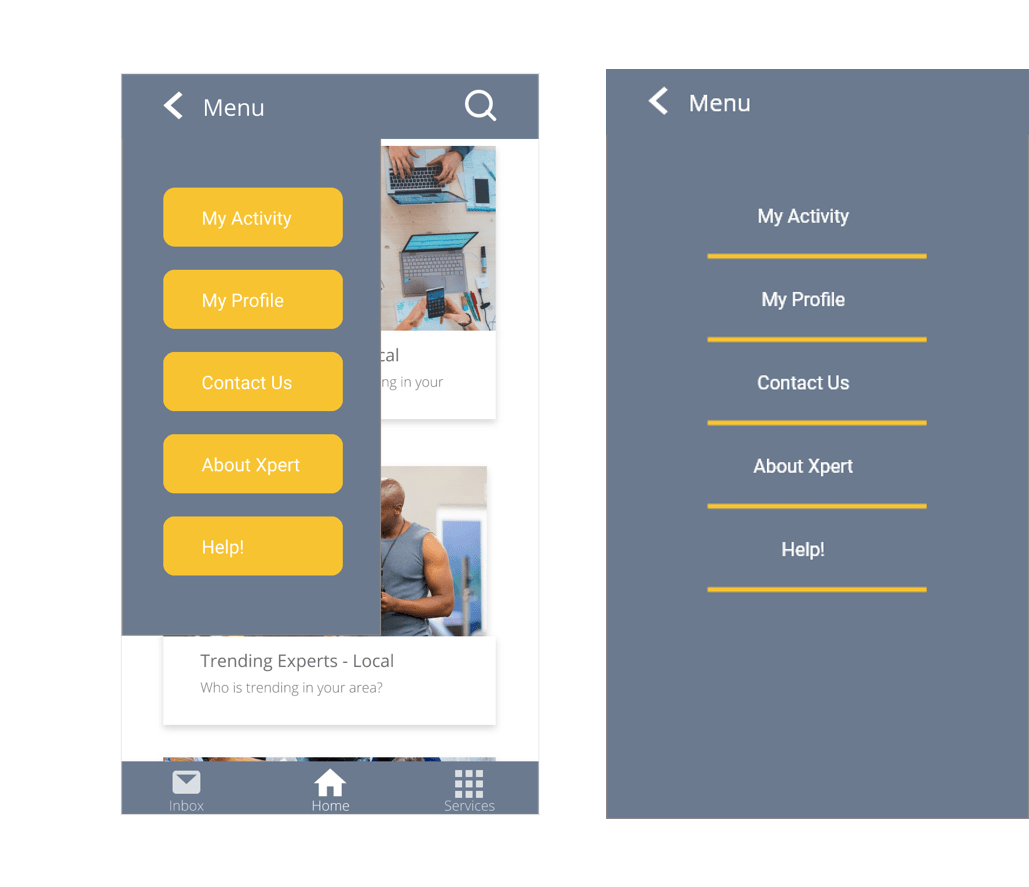 Menu
My Activity
My Profile
Contact Us
About Xpert
Help!
cal
ng in your
Trending Experts - Local
Who is trending in your area?
Inbox
Home
Services
Menu
My Activity
My Profile
Contact Us
About Xpert
Help!